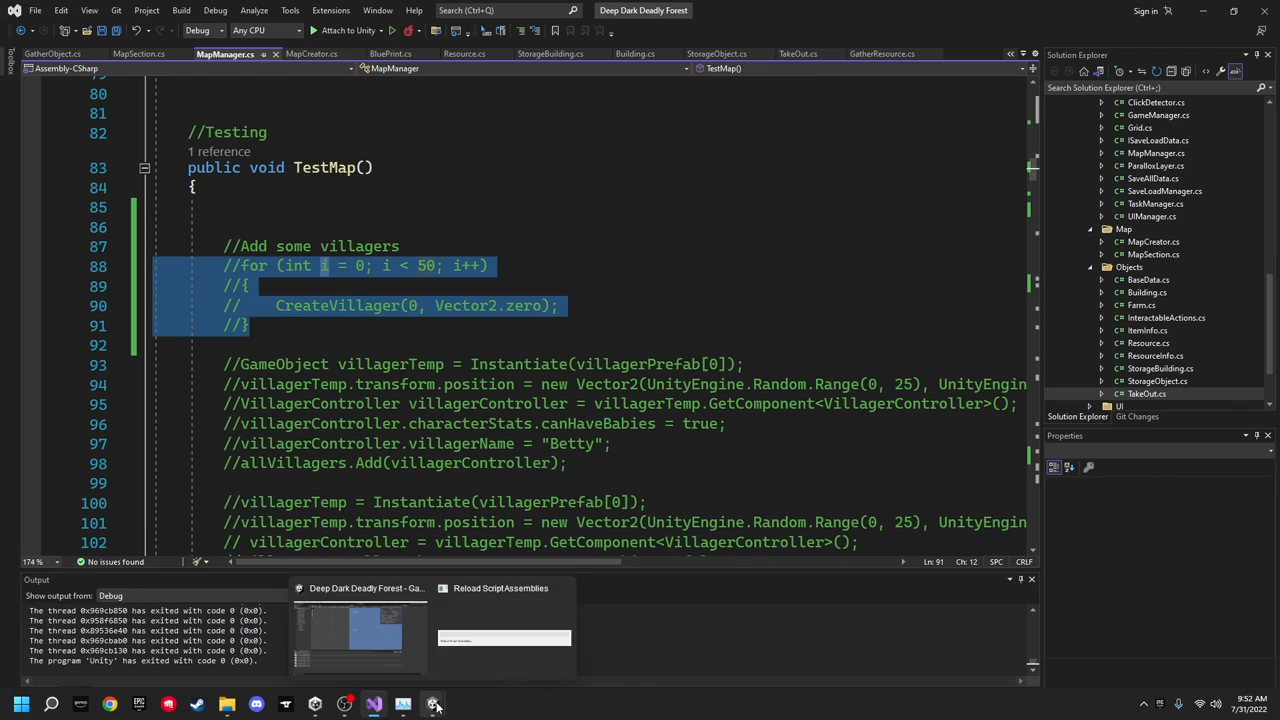 File Edit View Git Project Build Debug Analyze Tools Extensions Window Help Search (Ctrl+Q) Deep Dark Deadly Forest Sign in
Debug Any CPU Attach to Unity
GatherObject.cs MapSection.cs MapManager.cs MapCreator.cs BluePrint.cs Resource.cs StorageBuilding.cs Building.cs StorageObject.cs TakeOut.cs GatherResource.cs
Toolbox
Assembly-CSharp MapManager TestMap()
80
81
82 //Testing
1 reference
83 public void TestMap()
84 {
85
86
87 //Add some villagers
88 //for (int i = 0; i < 50; i++)
89 //{
90 // CreateVillager(0, Vector2.zero);
91 //}
92
93 //GameObject villagerTemp = Instantiate(villagerPrefab[0]);
94 //villagerTemp.transform.position = new Vector2(UnityEngine.Random.Range(0, 25), UnityEngin
95 //VillagerController villagerController = villagerTemp.GetComponent<VillagerController>();
96 //villagerController.characterStats.canHaveBabies = true;
97 //villagerController.villagerName = "Betty";
98 //allVillagers.Add(villagerController);
99
100 //villagerTemp = Instantiate(villagerPrefab[0]);
101 //villagerTemp.transform.position = new Vector2(UnityEngine.Random.Range(0, 25), UnityEngin
102 // villagerController = villagerTemp.GetComponent<VillagerController>();
174 % No issues found Ln: 91 Ch: 12 SPC CRLF
Solution Explorer
Search Solution Explorer (Ctrl+;)
C# ClickDetector.cs
C# GameManager.cs
C# Grid.cs
C# ISaveLoadData.cs
C# MapManager.cs
C# ParalloxLayer.cs
C# SaveAllData.cs
C# SaveLoadManager.cs
C# TaskManager.cs
C# UIManager.cs
Map
C# MapCreator.cs
C# MapSection.cs
Objects
C# BaseData.cs
C# Building.cs
C# Farm.cs
C# InteractableActions.cs
C# ItemInfo.cs
C# Resource.cs
C# ResourceInfo.cs
C# StorageBuilding.cs
C# StorageObject.cs
C# TakeOut.cs
UI
Solution Explorer Git Changes
Properties
Output
Show output from: Debug
The thread 0x969cb850 has exited with code 0 (0x0).
The thread 0x958f6850 has exited with code 0 (0x0).
The thread 0x89536e40 has exited with code 0 (0x0).
The thread 0x969cbab0 has exited with code 0 (0x0).
The thread 0x969cb130 has exited with code 0 (0x0).
The program 'Unity' has exited with code 0 (0x0).
Deep Dark Deadly Forest - Ga... Reload Script Assemblies
9:52 AM
7/31/2022